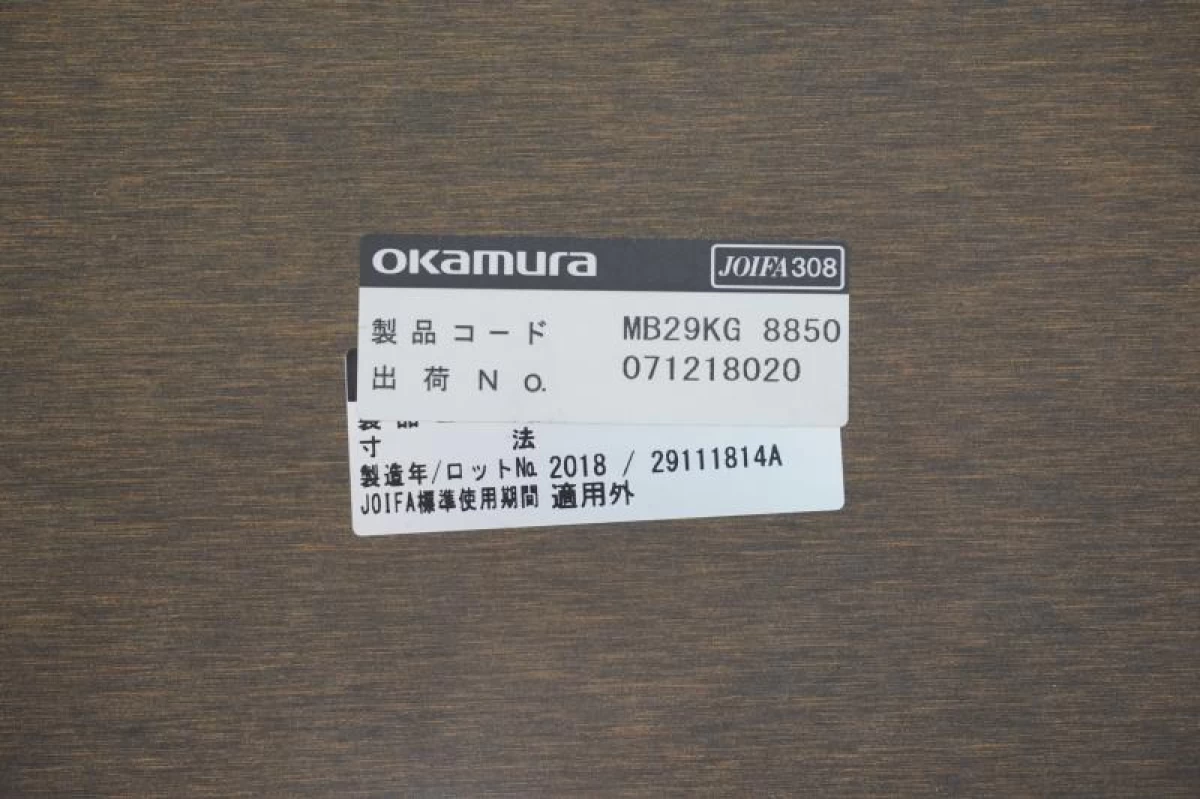 okamura JOIFA308
製品コード MB29KG 8850
出荷No. 071218020
寸法
製造年/ロット№ 2018 / 29111814A
JOIFA標準使用期間 適用外